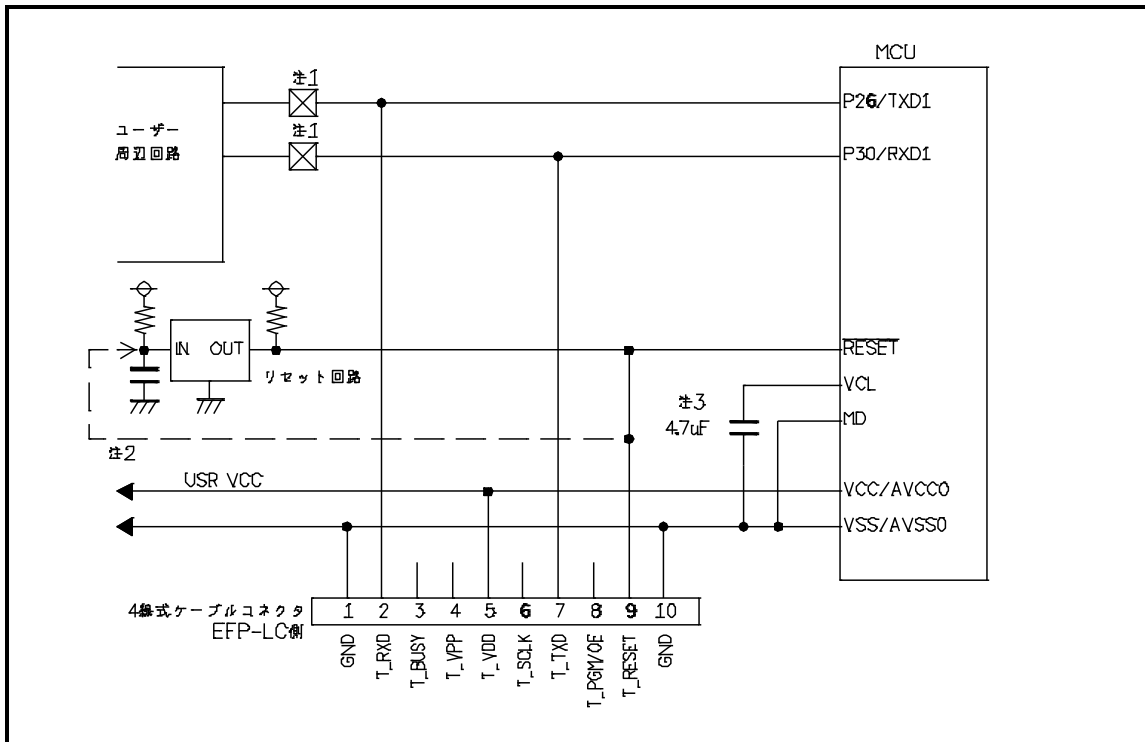 MCU
注1
P26/TXD1
ユーザー
周辺回路
注1
P30/RXD1
IN OUT
リセット回路
RESET
VCL
注3
4.7uF
MD
注2
USR VCC
VCC/AVCC0
VSS/AVSS0
4線式ケーブルコネクタ
EFP-LC側
1 2 3 4 5 6 7 8 9 10
GND
T_RXD
T_BUSY
T_VPP
T_VDD
T_SCLK
T_TXD
T_PGM/OE
T_RESET
GND